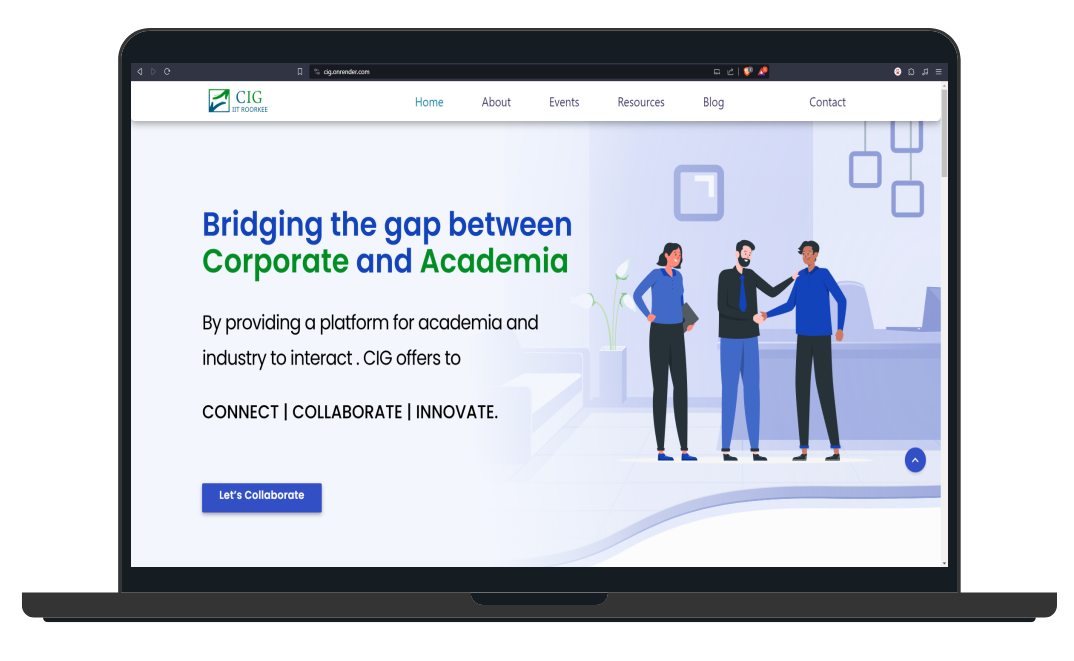 cig.onrender.com
CIG
IIT ROORKEE
Home
About
Events
Resources
Blog
Contact
Bridging the gap between
Corporate and Academia
By providing a platform for academia and
industry to interact . CIG offers to
CONNECT | COLLABORATE | INNOVATE.
Let's Collaborate